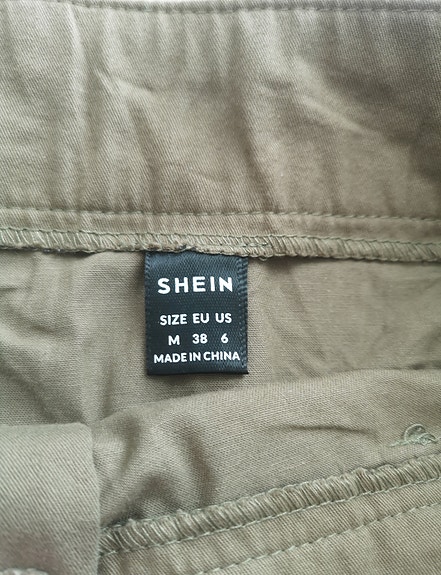 SHEIN
SIZE EU US
M 38 6
MADE IN CHINA